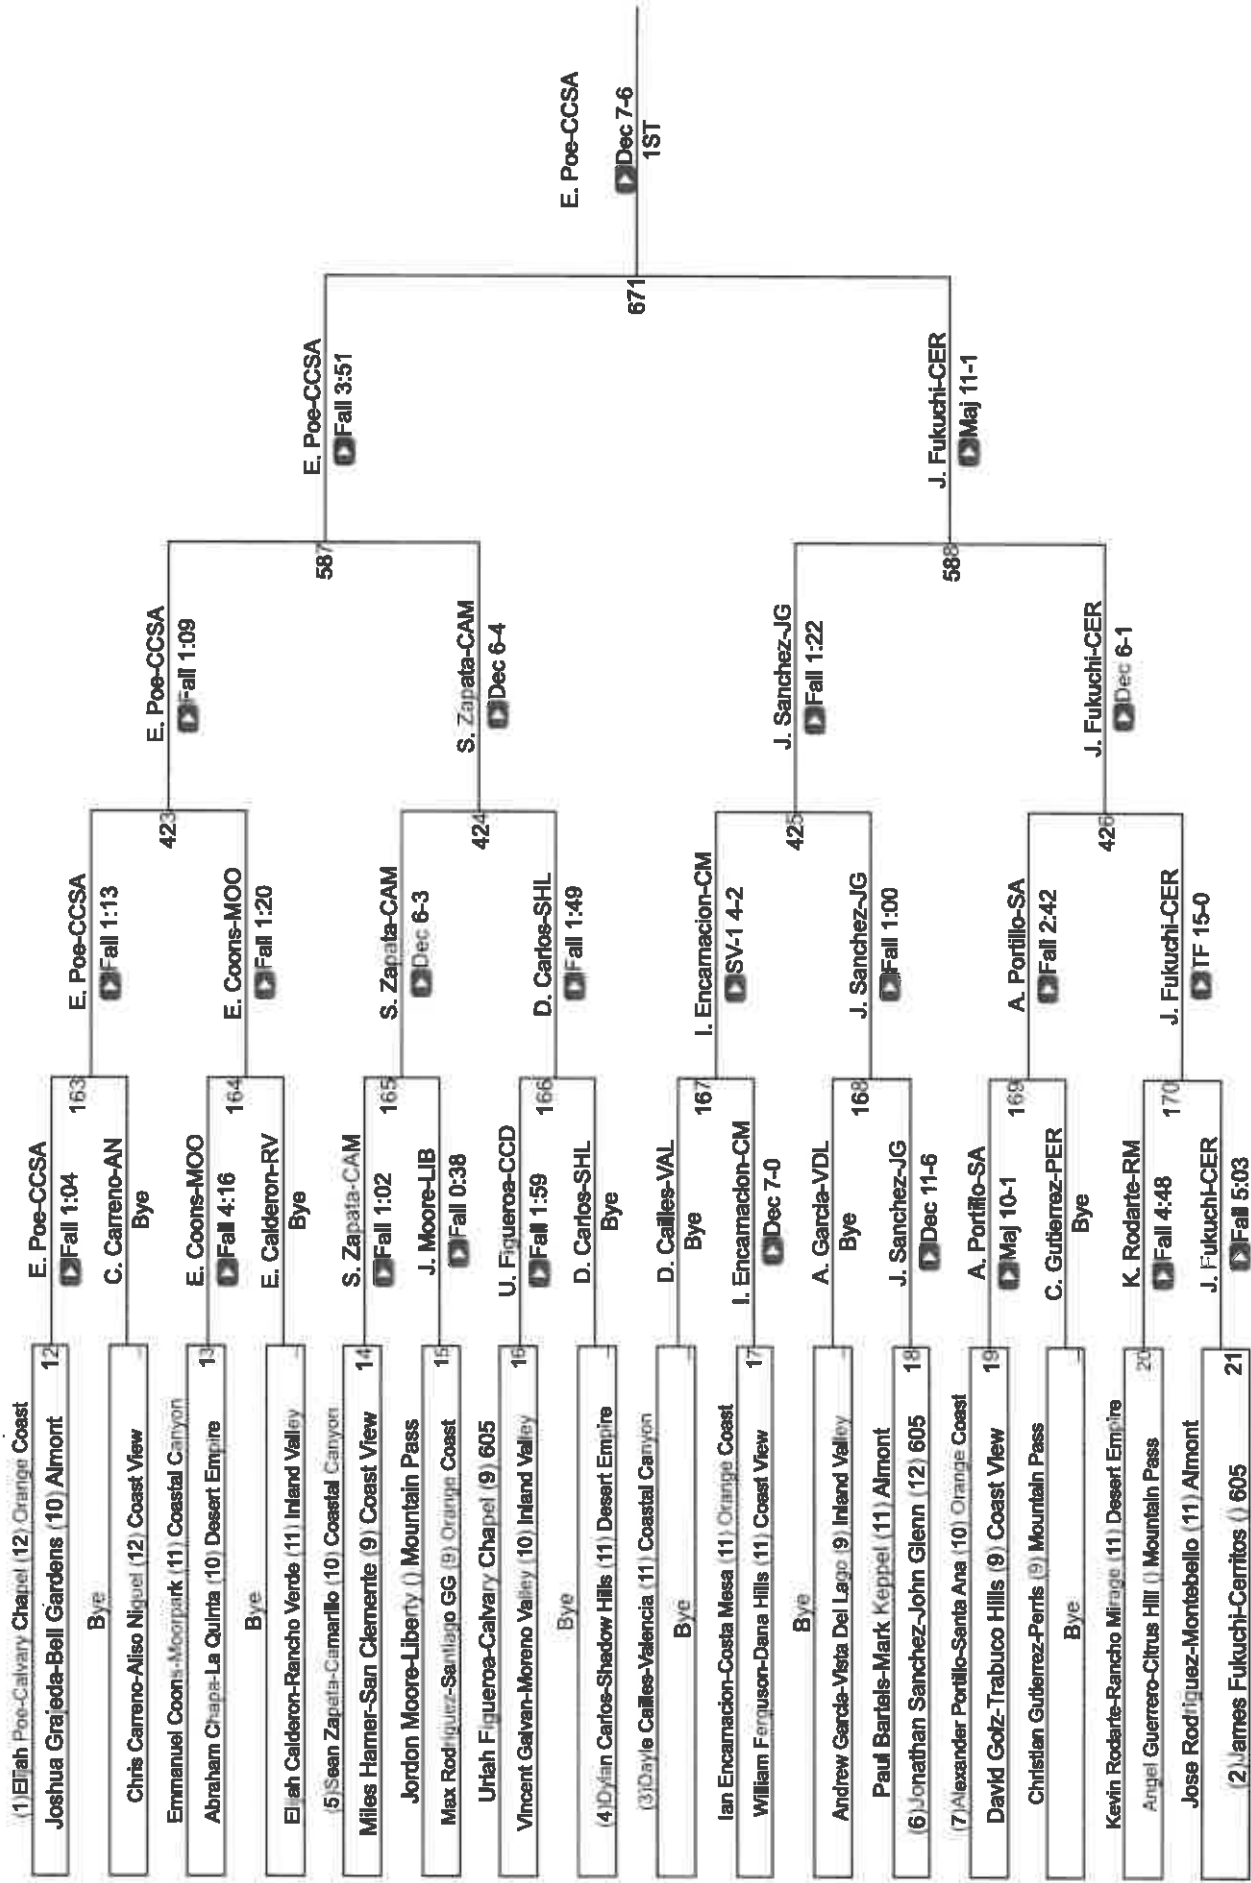 (1)Elijah Poe-Calvary Chapel (12) Orange Coast
Joshua Grajeda-Bell Gardens (10) Almont
Bye
Chris Carreno-Aliso Niguel (12) Coast View
Emmanuel Coons-Moorpark (11) Coastal Canyon
Abraham Chapa-La Quinta (10) Desert Empire
Bye
Elijah Calderon-Rancho Verde (11) Inland Valley
(5)Sean Zapata-Camarillo (10) Coastal Canyon
Miles Hamer-San Clemente (9) Coast View
Jordon Moore-Liberty () Mountain Pass
Max Rodriguez-Santiago GG (9) Orange Coast
Uriah Figueroa-Calvary Chapel (9) 605
Vincent Galvan-Moreno Valley (10) Inland Valley
Bye
(4)Dylan Carlos-Shadow Hills (11) Desert Empire
(3)Dayle Cailles-Valencia (11) Coastal Canyon
Bye
Ian Encarnacion-Costa Mesa (11) Orange Coast
William Ferguson-Dana Hills (11) Coast View
Bye
Andrew Garcia-Vista Del Lago (9) Inland Valley
Paul Bartels-Mark Keppel (11) Almont
(6)Jonathan Sanchez-John Glenn (12) 605
(7)Alexander Portillo-Santa Ana (10) Orange Coast
David Golz-Trabuco Hills (9) Coast View
Christian Gutierrez-Perris (9) Mountain Pass
Bye
Kevin Rodarte-Rancho Mirage (11) Desert Empire
Angel Guerrero-Citrus Hill () Mountain Pass
Jose Rodriguez-Montebello (11) Almont
(2)James Fukuchi-Cerritos () 605
12
13
14
15
16
17
18
19
20
21
E. Poe-CCSA
Fall 1:04
C. Carreno-AN
Bye
E. Coons-MOO
Fall 4:16
E. Calderon-RV
Bye
S. Zapata-CAM
Fall 1:02
J. Moore-LIB
Fall 0:38
U. Figueroa-CCD
Fall 1:59
D. Carlos-SHL
Bye
D. Cailles-VAL
Bye
I. Encarnacion-CM
Dec 7-0
A. Garcia-VDL
Bye
J. Sanchez-JG
Dec 11-6
A. Portillo-SA
Maj 10-1
C. Gutierrez-PER
Bye
K. Rodarte-RM
Fall 4:48
J. Fukuchi-CER
Fall 5:03
163
164
165
166
167
168
169
170
E. Poe-CCSA
Fall 1:13
E. Coons-MOO
Fall 1:20
S. Zapata-CAM
Dec 6-3
D. Carlos-SHL
Fall 1:49
I. Encarnacion-CM
SV-1 4-2
J. Sanchez-JG
Fall 1:00
A. Portillo-SA
Fall 2:42
J. Fukuchi-CER
TF 15-0
423
424
425
426
E. Poe-CCSA
Fall 1:09
S. Zapata-CAM
Dec 6-4
J. Sanchez-JG
Fall 1:22
J. Fukuchi-CER
Dec 6-1
587
588
E. Poe-CCSA
Fall 3:51
J. Fukuchi-CER
Maj 11-1
671
E. Poe-CCSA
Dec 7-6
1ST